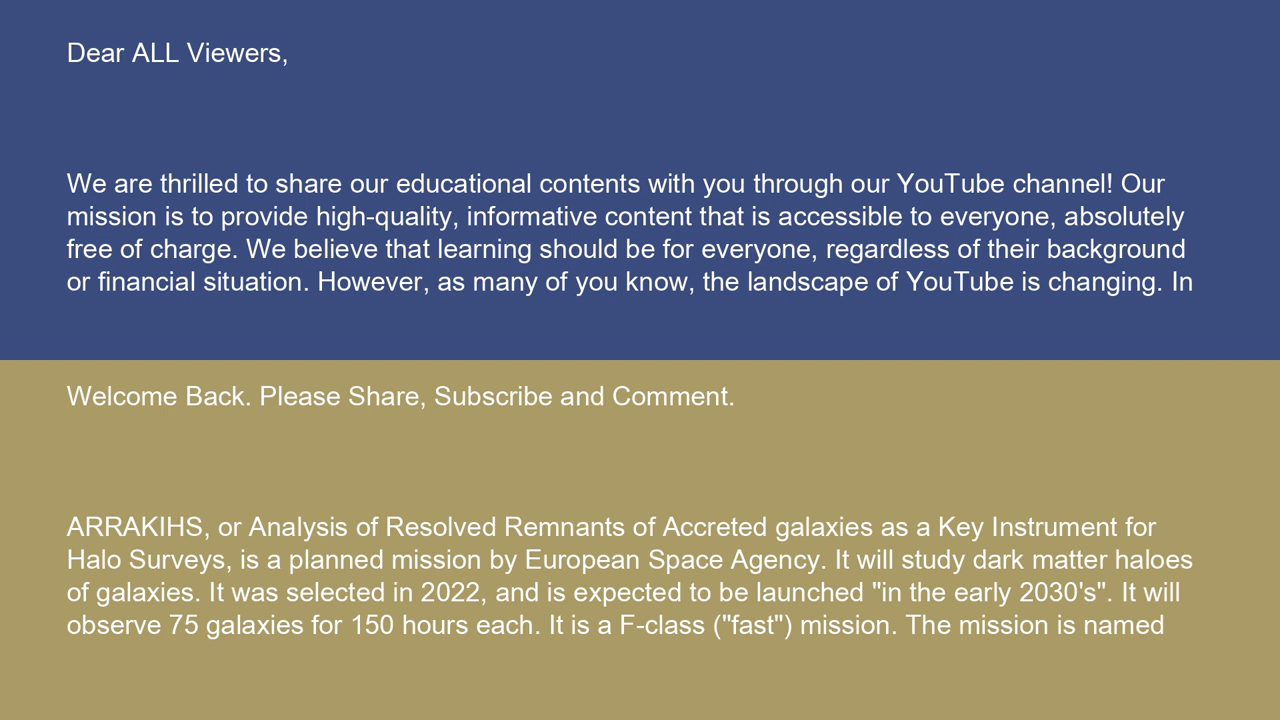 Dear ALL Viewers,
We are thrilled to share our educational contents with you through our YouTube channel! Our
mission is to provide high-quality, informative content that is accessible to everyone, absolutely
free of charge. We believe that learning should be for everyone, regardless of their background
or financial situation. However, as many of you know, the landscape of YouTube is changing. In
Welcome Back. Please Share, Subscribe and Comment.
ARRAKIHS, or Analysis of Resolved Remnants of Accreted galaxies as a Key Instrument for
Halo Surveys, is a planned mission by European Space Agency. It will study dark matter haloes
of galaxies. It was selected in 2022, and is expected to be launched "in the early 2030's". It will
observe 75 galaxies for 150 hours each. It is a F-class ("fast") mission. The mission is named